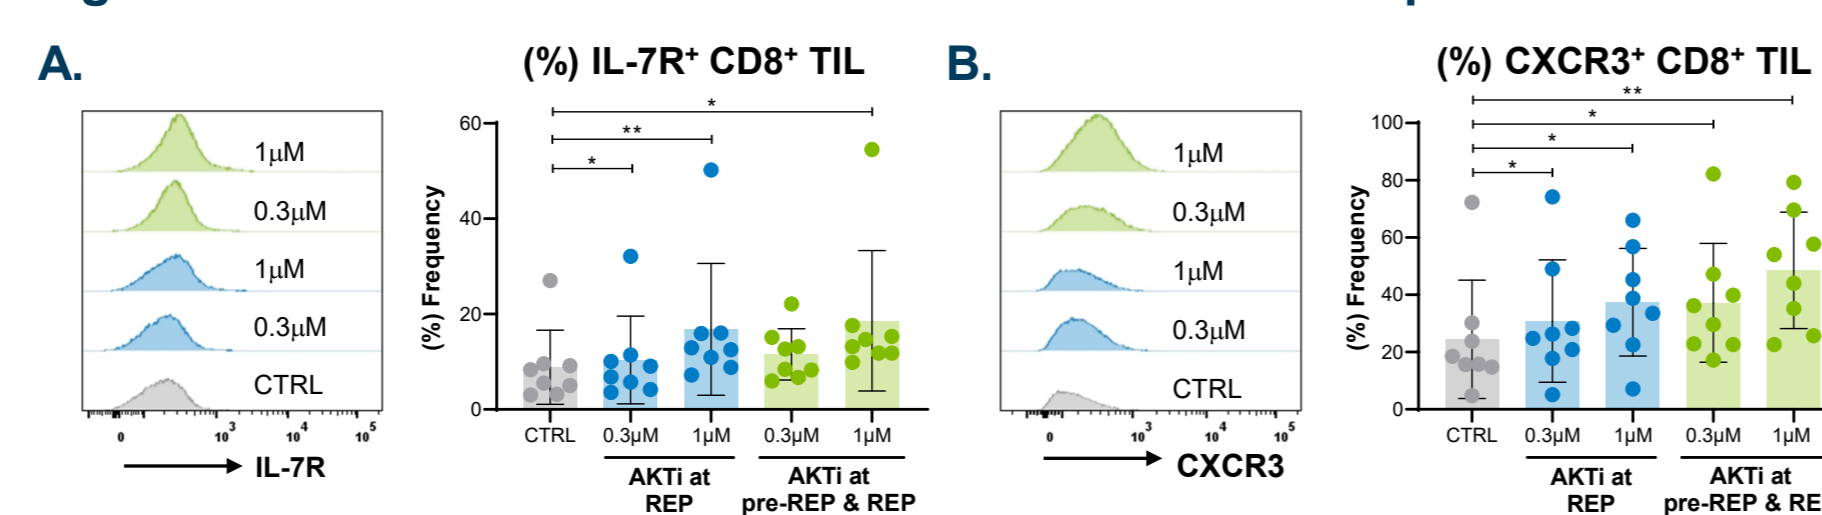 A.
(%) IL-7R⁺ CD8⁺ TIL
1µM
0.3µM
1µM
0.3µM
CTRL
0
10³
10⁴
10⁵
IL-7R
(%) Frequency
60
40
20
0
*
**
*
CTRL
0.3µM
1µM
0.3µM
1µM
AKTi at
REP
AKTi at
pre-REP & REP
B.
(%) CXCR3⁺ CD8⁺ TIL
1µM
0.3µM
1µM
0.3µM
CTRL
0
10³
10⁴
10⁵
CXCR3
(%) Frequency
100
80
60
40
20
0
**
*
*
*
CTRL
0.3µM
1µM
0.3µM
1µM
AKTi at
REP
AKTi at
pre-REP & RE